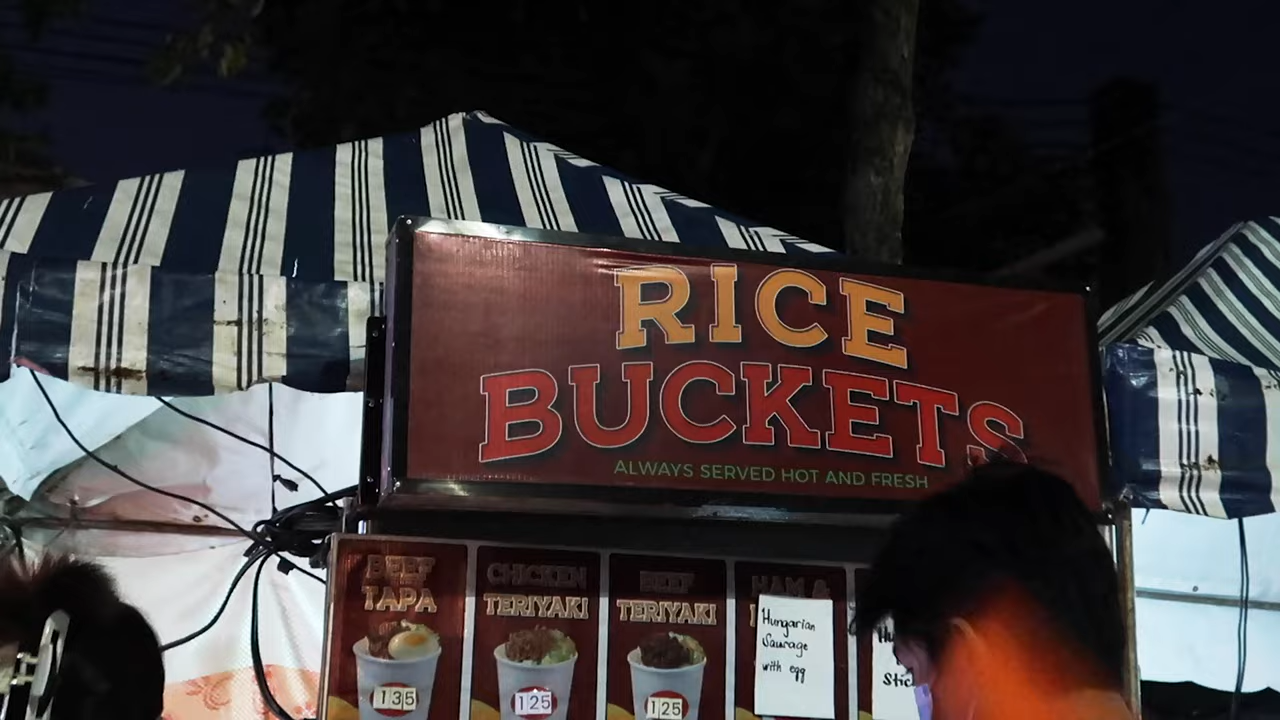 RICE
BUCKETS
ALWAYS SERVED HOT AND FRESH
BEEF
TAPA
135
CHICKEN
TERIYAKI
125
BEEF
TERIYAKI
125
HAM &
Hungarian
Sausage
with egg